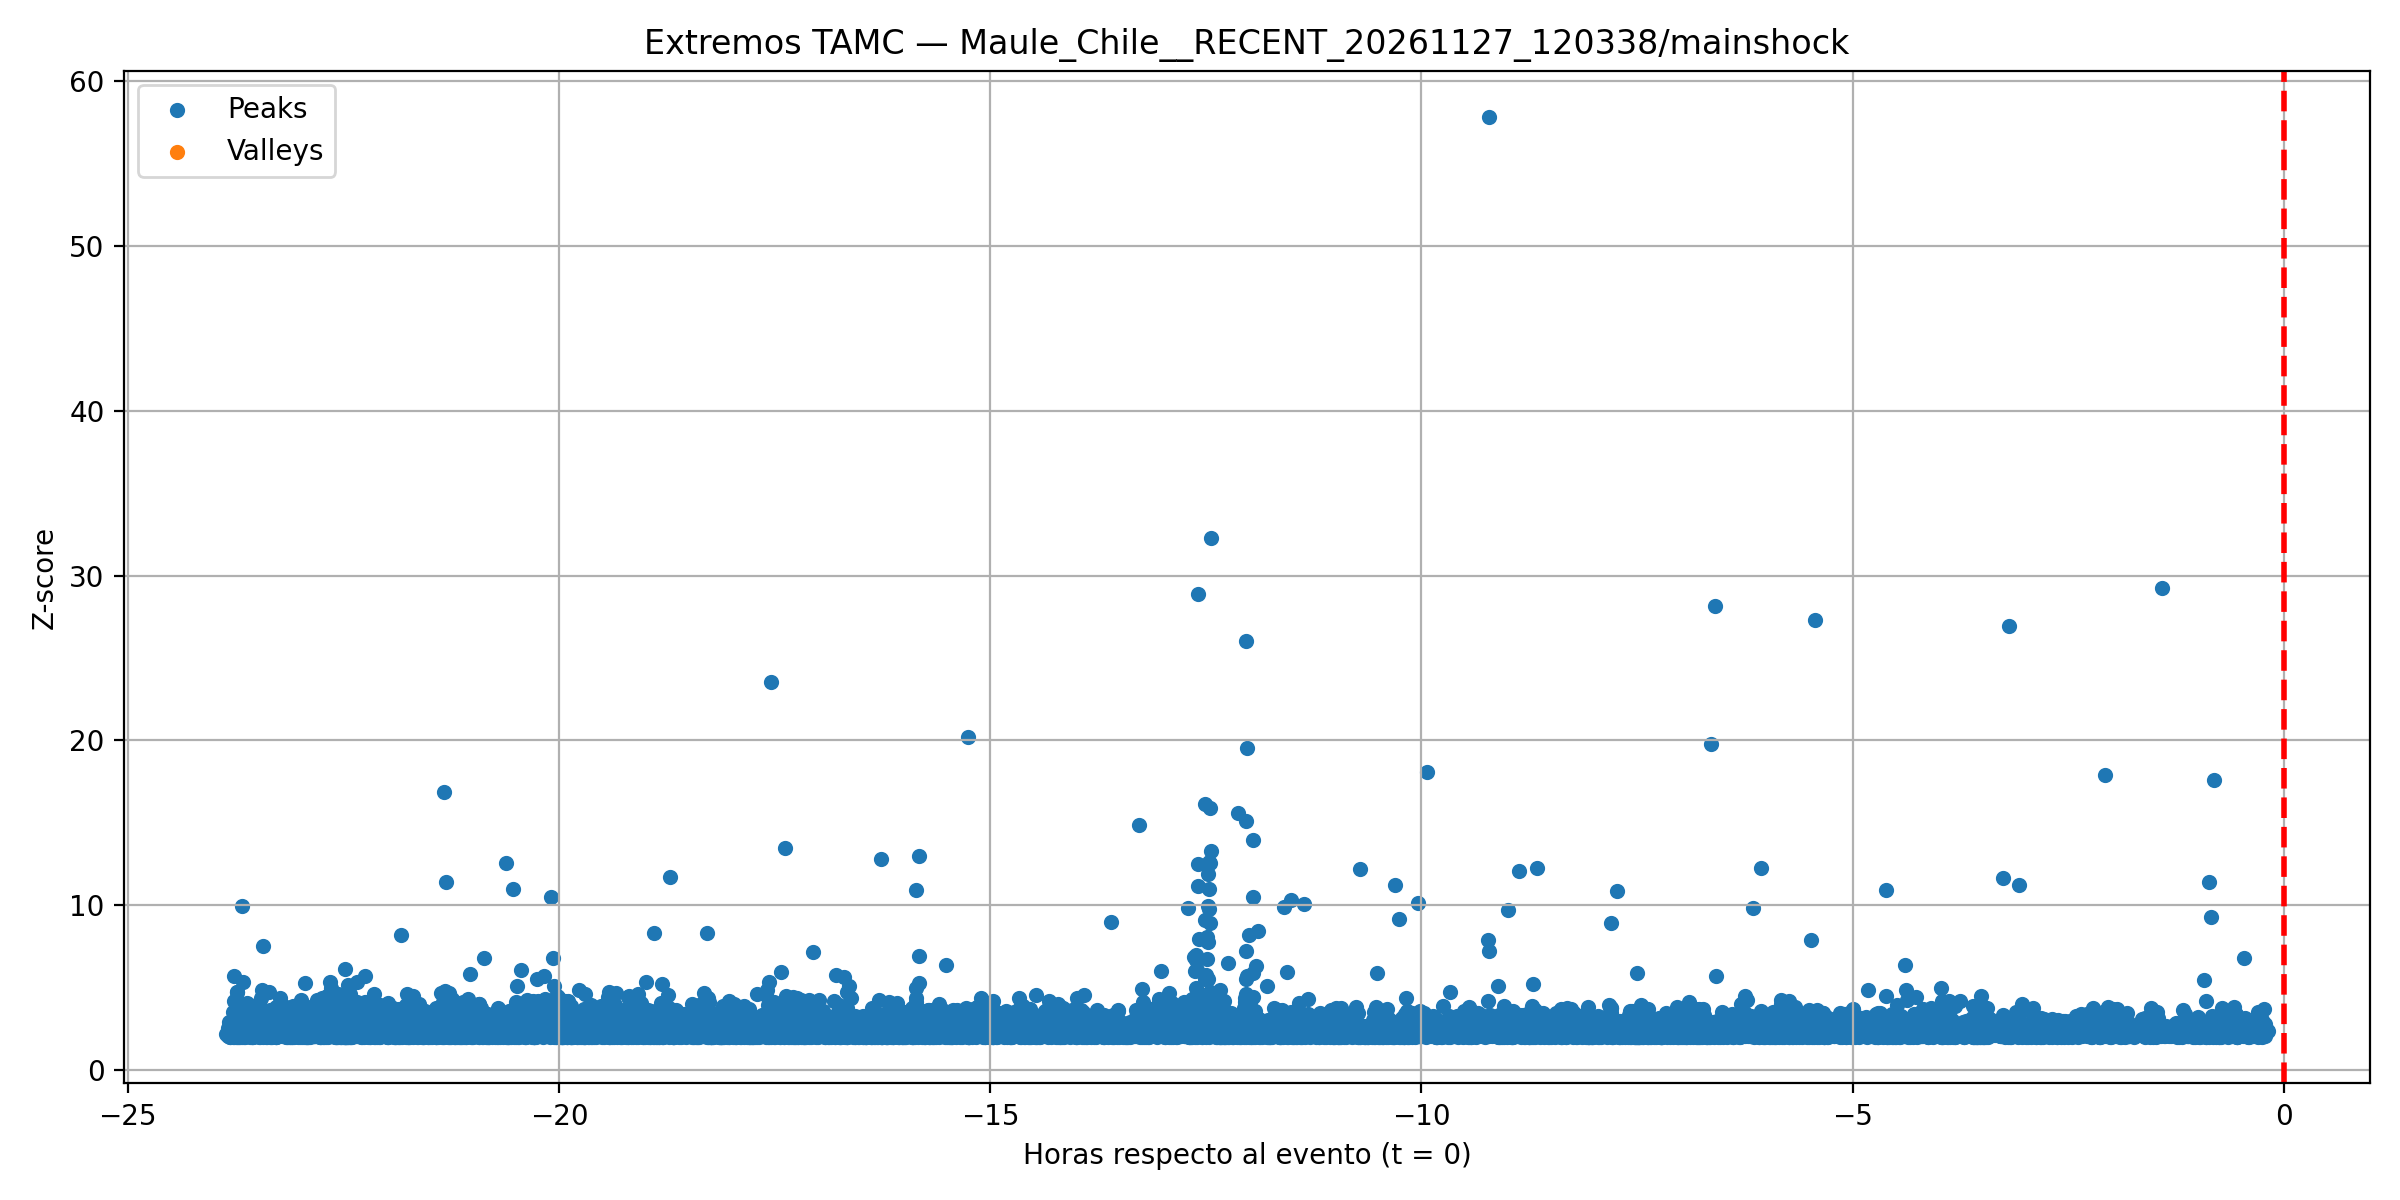 Extremos TAMC — Maule_Chile__RECENT_20261127_120338/mainshock
Peaks
Valleys
60
50
40
30
20
10
0
Z-score
−25
−20
−15
−10
−5
0
Horas respecto al evento (t = 0)